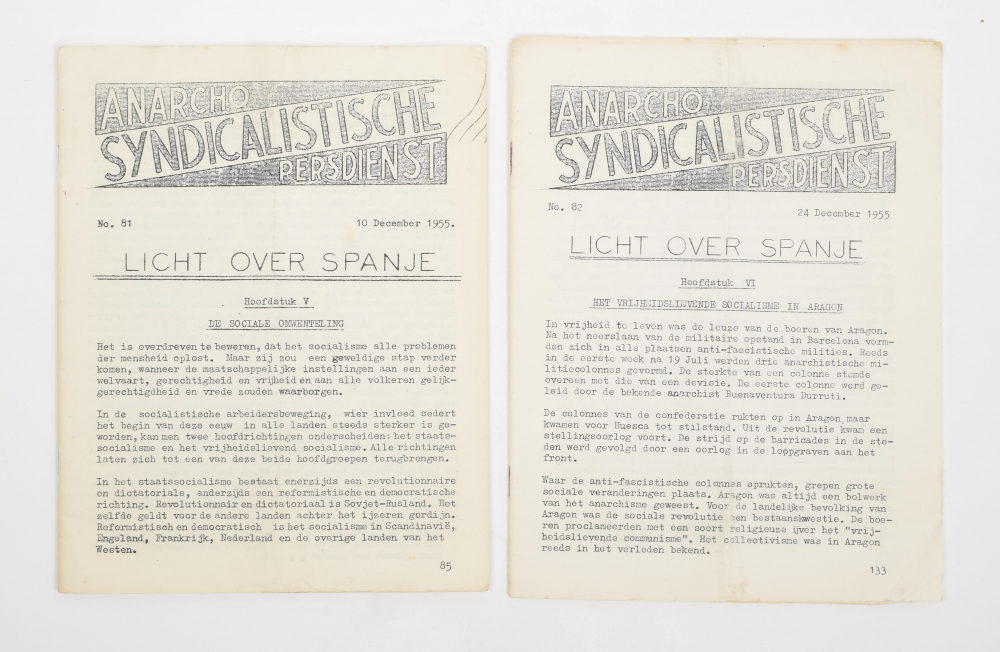 ANARCHO
SYNDICALISTISCHE
PERSDIENST
No. 81 10 December 1955.
LICHT OVER SPANJE
Hoofdstuk V
DE SOCIALE OMWENTELING
Het is overdreven te beweren, dat het socialisme alle problemen
der mensheid oplost. Maar zij zou een geweldige stap verder
komen, wanneer de maatschappelijke instellingen aan een ieder
welvaart, gerechtigheid en vrijheid en aan alle volkeren gelijk-
gerechtigdheid en vrede zouden waarborgen.
In de socialistische arbeidersbeweging, wier invloed sedert
het begin van deze eeuw in alle landen steeds sterker is ge-
worden, kan men twee hoofdrichtingen onderscheiden: het staats-
socialisme en het vrijheidslievend socialisme. Alle richtingen
laten zich tot een van deze beide hoofdgroepen terugbrengen.
In het staatssocialisme bestaat enerzijds een revolutionnaire
en dictatoriale, anderzijds een reformistische en democratische
richting. Revolutionnair en dictatoriaal is Sovjet-Rusland. Het
zelfde geldt voor de andere landen achter het ijzeren gordijn.
Reformistisch en democratisch is het socialisme in Scandinavië,
Engeland, Frankrijk, Nederland en de overige landen van het
Westen.
85
ANARCHO
SYNDICALISTISCHE
PERSDIENST
No. 82 24 December 1955
LICHT OVER SPANJE
Hoofdstuk VI
HET VRIJHEIDSLIEVENDE SOCIALISME IN ARAGON
In vrijheid te leven was de leuze van de boeren van Aragon.
Na het neerslaan van de militaire opstand in Barcelona vorm-
den zich in alle plaatsen anti-fascistische milities. Reeds
in de eerste week na 19 Juli werden drie anarchistische mi-
litiecolonnes gevormd. De sterkte van een colonne stemde
overeen met die van een devisie. De eerste colonne werd ge-
leid door de bekende anarchist Buenaventura Durruti.
De colonnes van de confederatie rukten op in Aragon, maar
kwamen voor Huesca tot stilstand. Uit de revolutie kwam een
stellingsoorlog voort. De strijd op de barricades in de ste-
den werd gevolgd door een oorlog in de loopgraven aan het
front.
Waar de anti-fascistische colonnes oprukten, grepen grote
sociale veranderingen plaats. Aragon was altijd een bolwerk
van het anarchisme geweest. Voor de landelijke bevolking van
Aragon was de sociale revolutie een bestaanskwestie. De boe-
ren proclameerden met een soort religieuze ijver het "vrij-
heidslievende communisme". Het collectivisme was in Aragon
reeds in het verleden bekend.
133